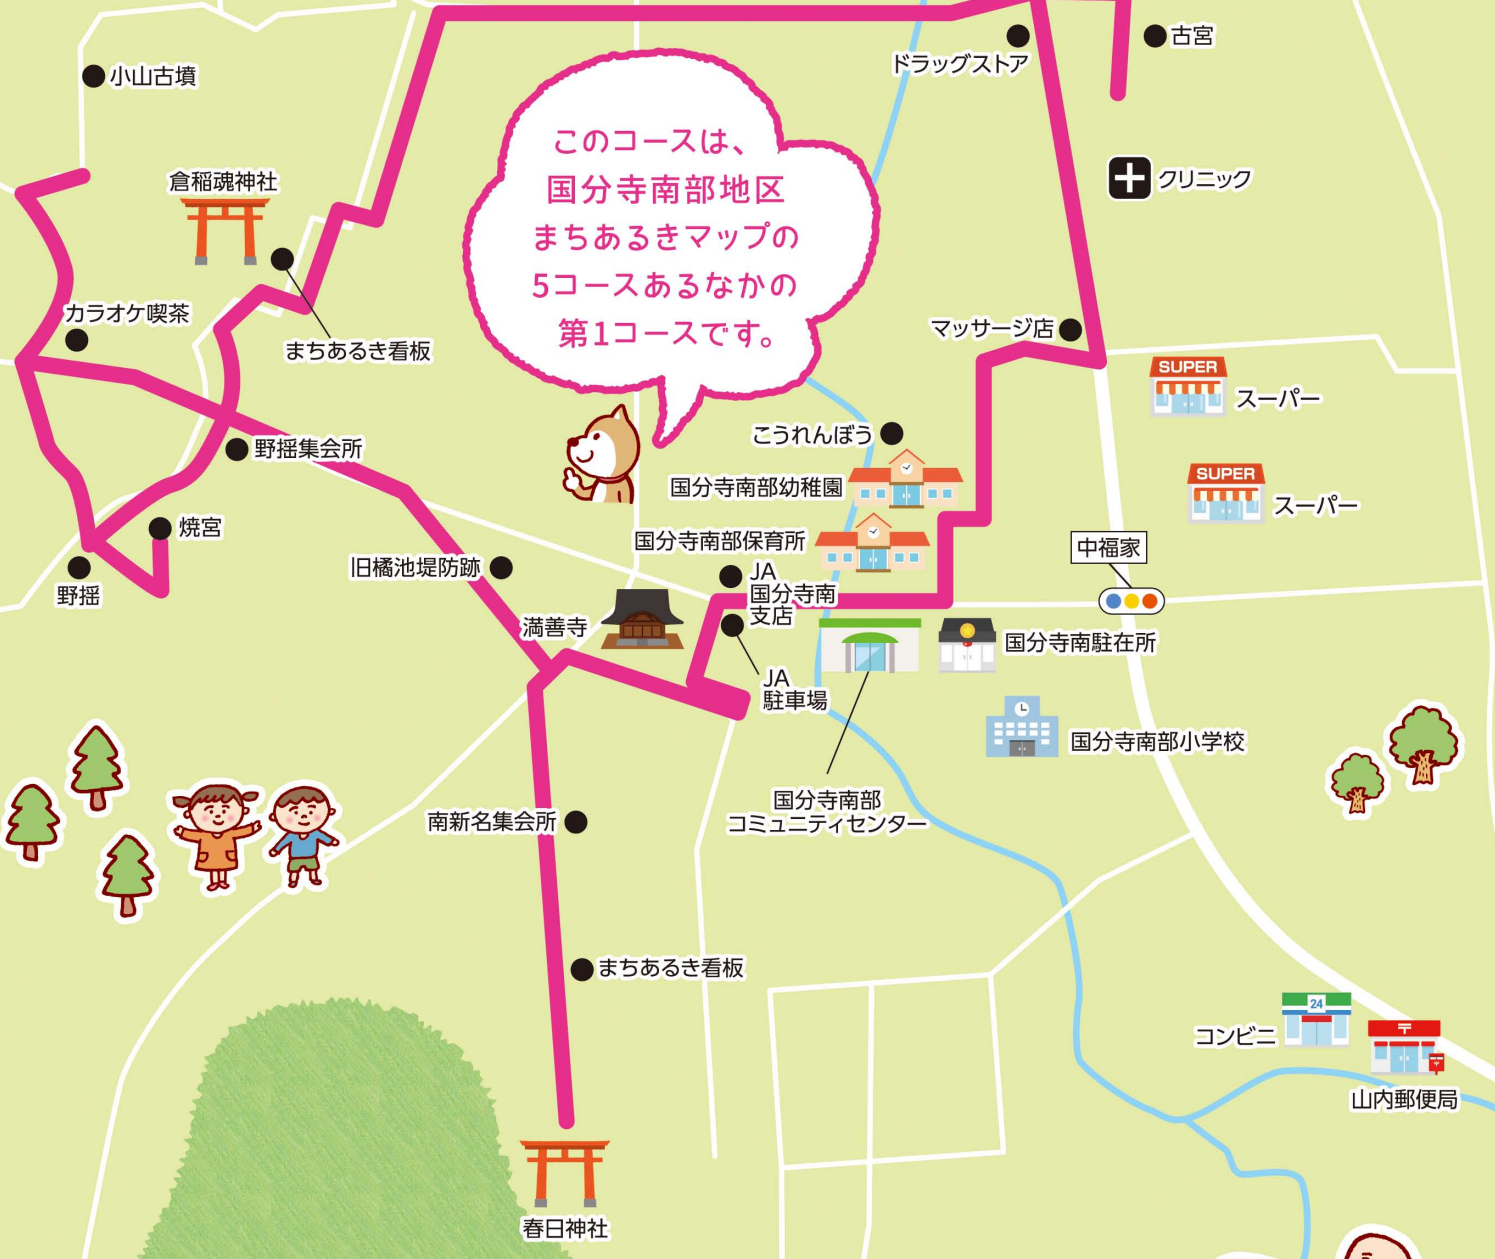 古宮
ドラッグストア
小山古墳
このコースは、
国分寺南部地区
まちあるきマップの
5コースあるなかの
第1コースです。
倉稲魂神社
クリニック
カラオケ喫茶
まちあるき看板
マッサージ店
SUPER
スーパー
こうれんぼう
野揺集会所
国分寺南部幼稚園
SUPER
スーパー
焼宮
国分寺南部保育所
中福家
旧橘池堤防跡
JA
国分寺南
支店
野揺
満善寺
国分寺南駐在所
JA
駐車場
国分寺南部小学校
国分寺南部
コミュニティセンター
南新名集会所
まちあるき看板
24
コンビニ
〒
山内郵便局
春日神社